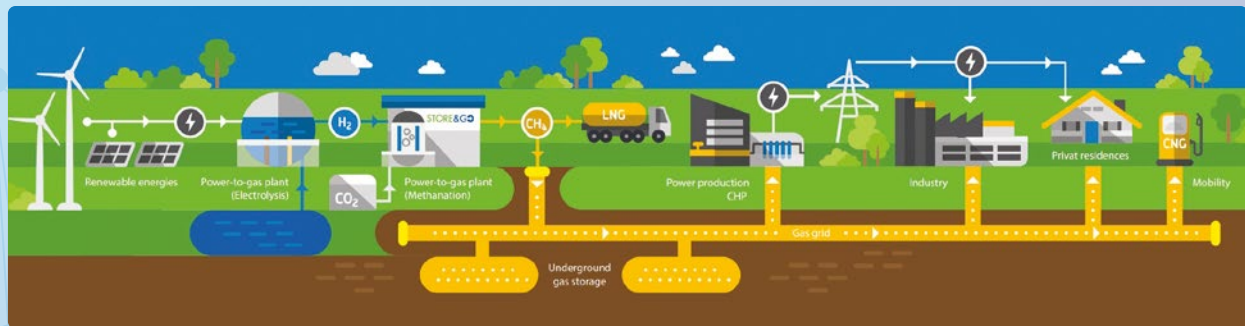 H₂
STORE&GO
CH₄
LNG
CNG
Renewable energies
Power-to-gas plant
(Electrolysis)
CO₂
Power-to-gas plant
(Methanation)
Power production
CHP
Industry
Privat residences
Mobility
Gas grid
Underground
gas storage